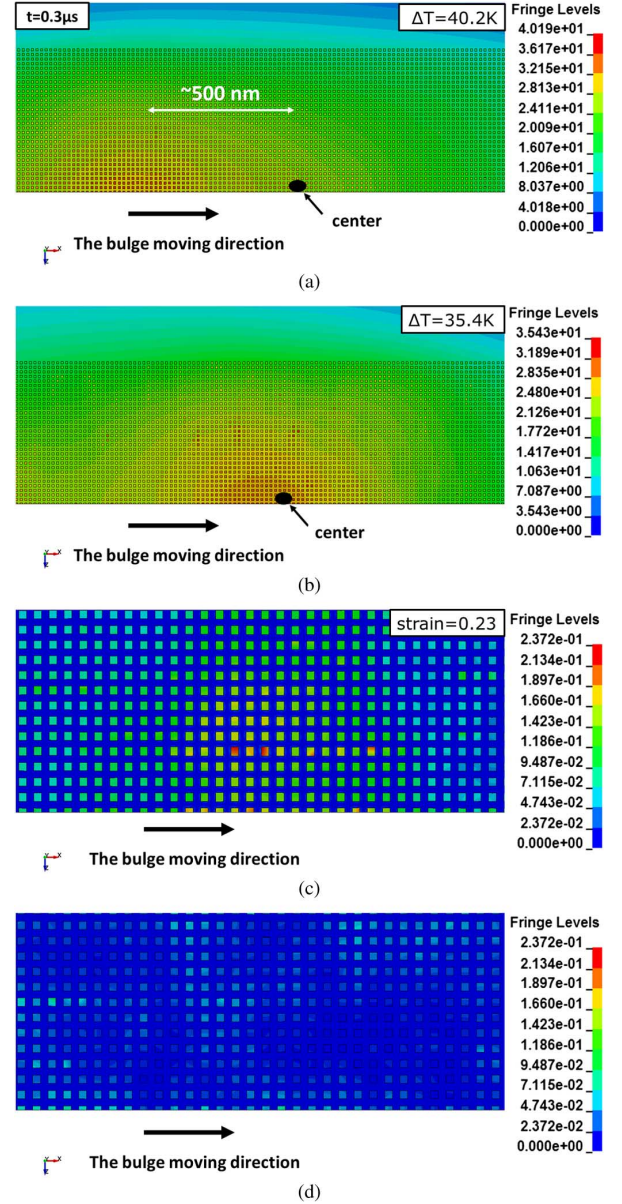 t=0.3μs
ΔT=40.2K
Fringe Levels
4.019e+01
3.617e+01
3.215e+01
2.813e+01
2.411e+01
2.009e+01
1.607e+01
1.206e+01
8.037e+00
4.018e+00
0.000e+00
~500 nm
center
The bulge moving direction
(a)
ΔT=35.4K
Fringe Levels
3.543e+01
3.189e+01
2.835e+01
2.480e+01
2.126e+01
1.772e+01
1.417e+01
1.063e+01
7.087e+00
3.543e+00
0.000e+00
center
The bulge moving direction
(b)
strain=0.23
Fringe Levels
2.372e-01
2.134e-01
1.897e-01
1.660e-01
1.423e-01
1.186e-01
9.487e-02
7.115e-02
4.743e-02
2.372e-02
0.000e+00
The bulge moving direction
(c)
Fringe Levels
2.372e-01
2.134e-01
1.897e-01
1.660e-01
1.423e-01
1.186e-01
9.487e-02
7.115e-02
4.743e-02
2.372e-02
0.000e+00
The bulge moving direction
(d)